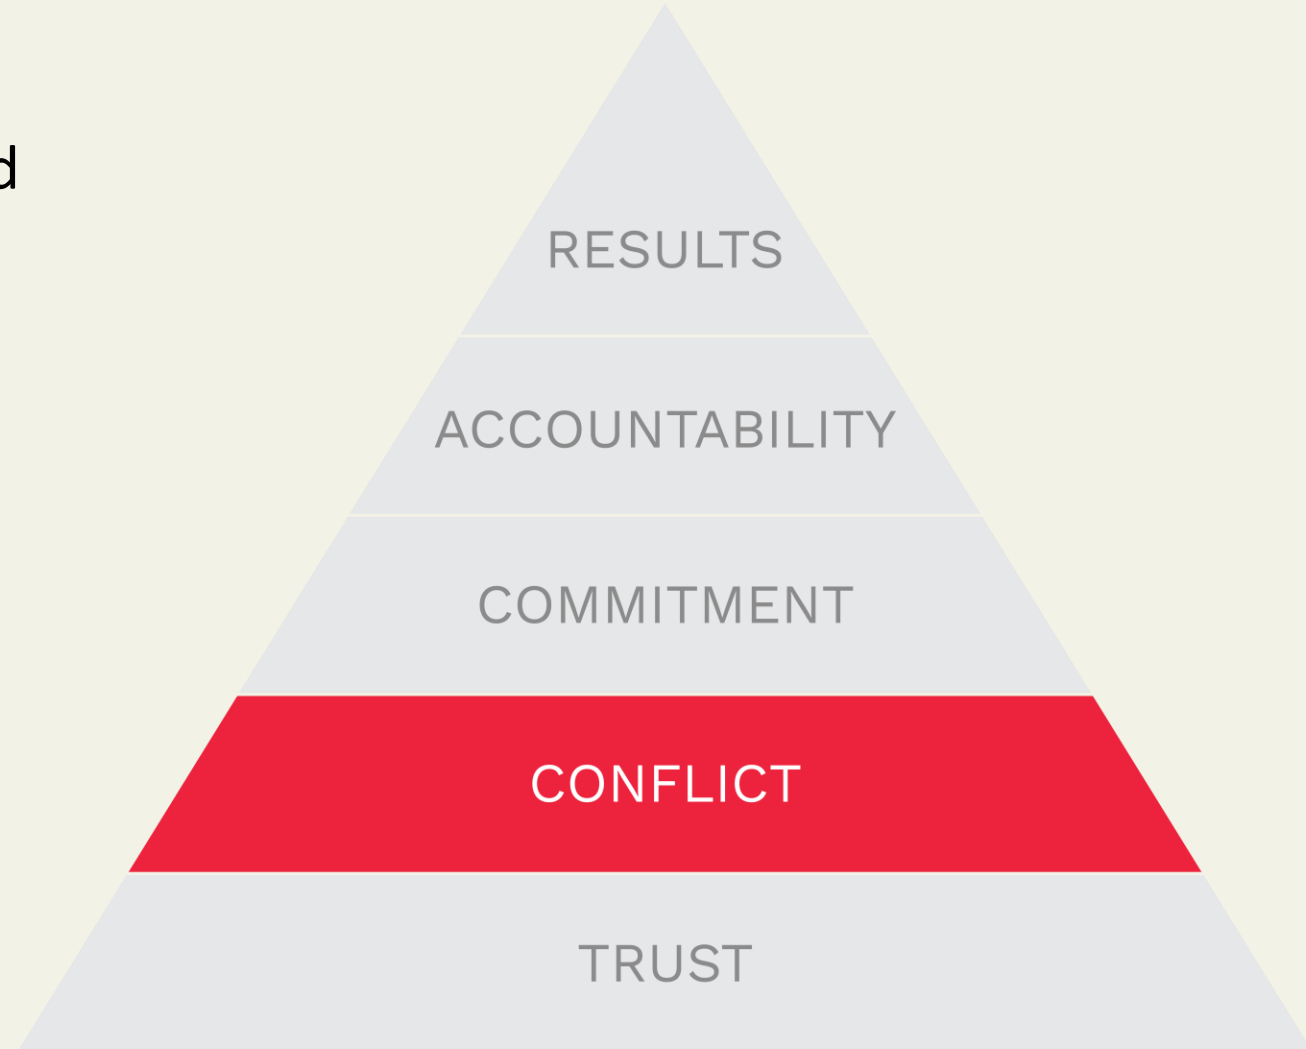 d
RESULTS
ACCOUNTABILITY
COMMITMENT
CONFLICT
TRUST